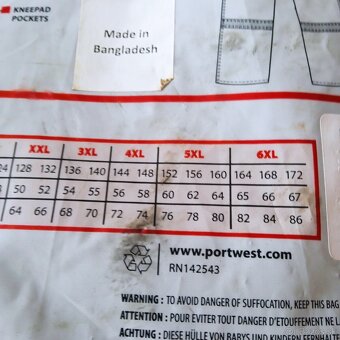 KNEEPAD
POCKETS
Made in
Bangladesh
XXL 3XL 4XL 5XL 6XL
24 128 132 136 140 144 148 152 156 160 164 168 172
50 52 54 55 56 58 60 62 64 65 66 67
64 66 68 70 72 74 76 78 80 82 84 86
www.portwest.com
RN142543
WARNING : TO AVOID DANGER OF SUFFOCATION, KEEP THIS BAG
ATTENTION : POUR EVITER TOUT DANGER D'ETOUFFEMENT NE L
ACHTUNG : DIESE HÜLLE VON BABYS UND KINDERN FERNHALTE